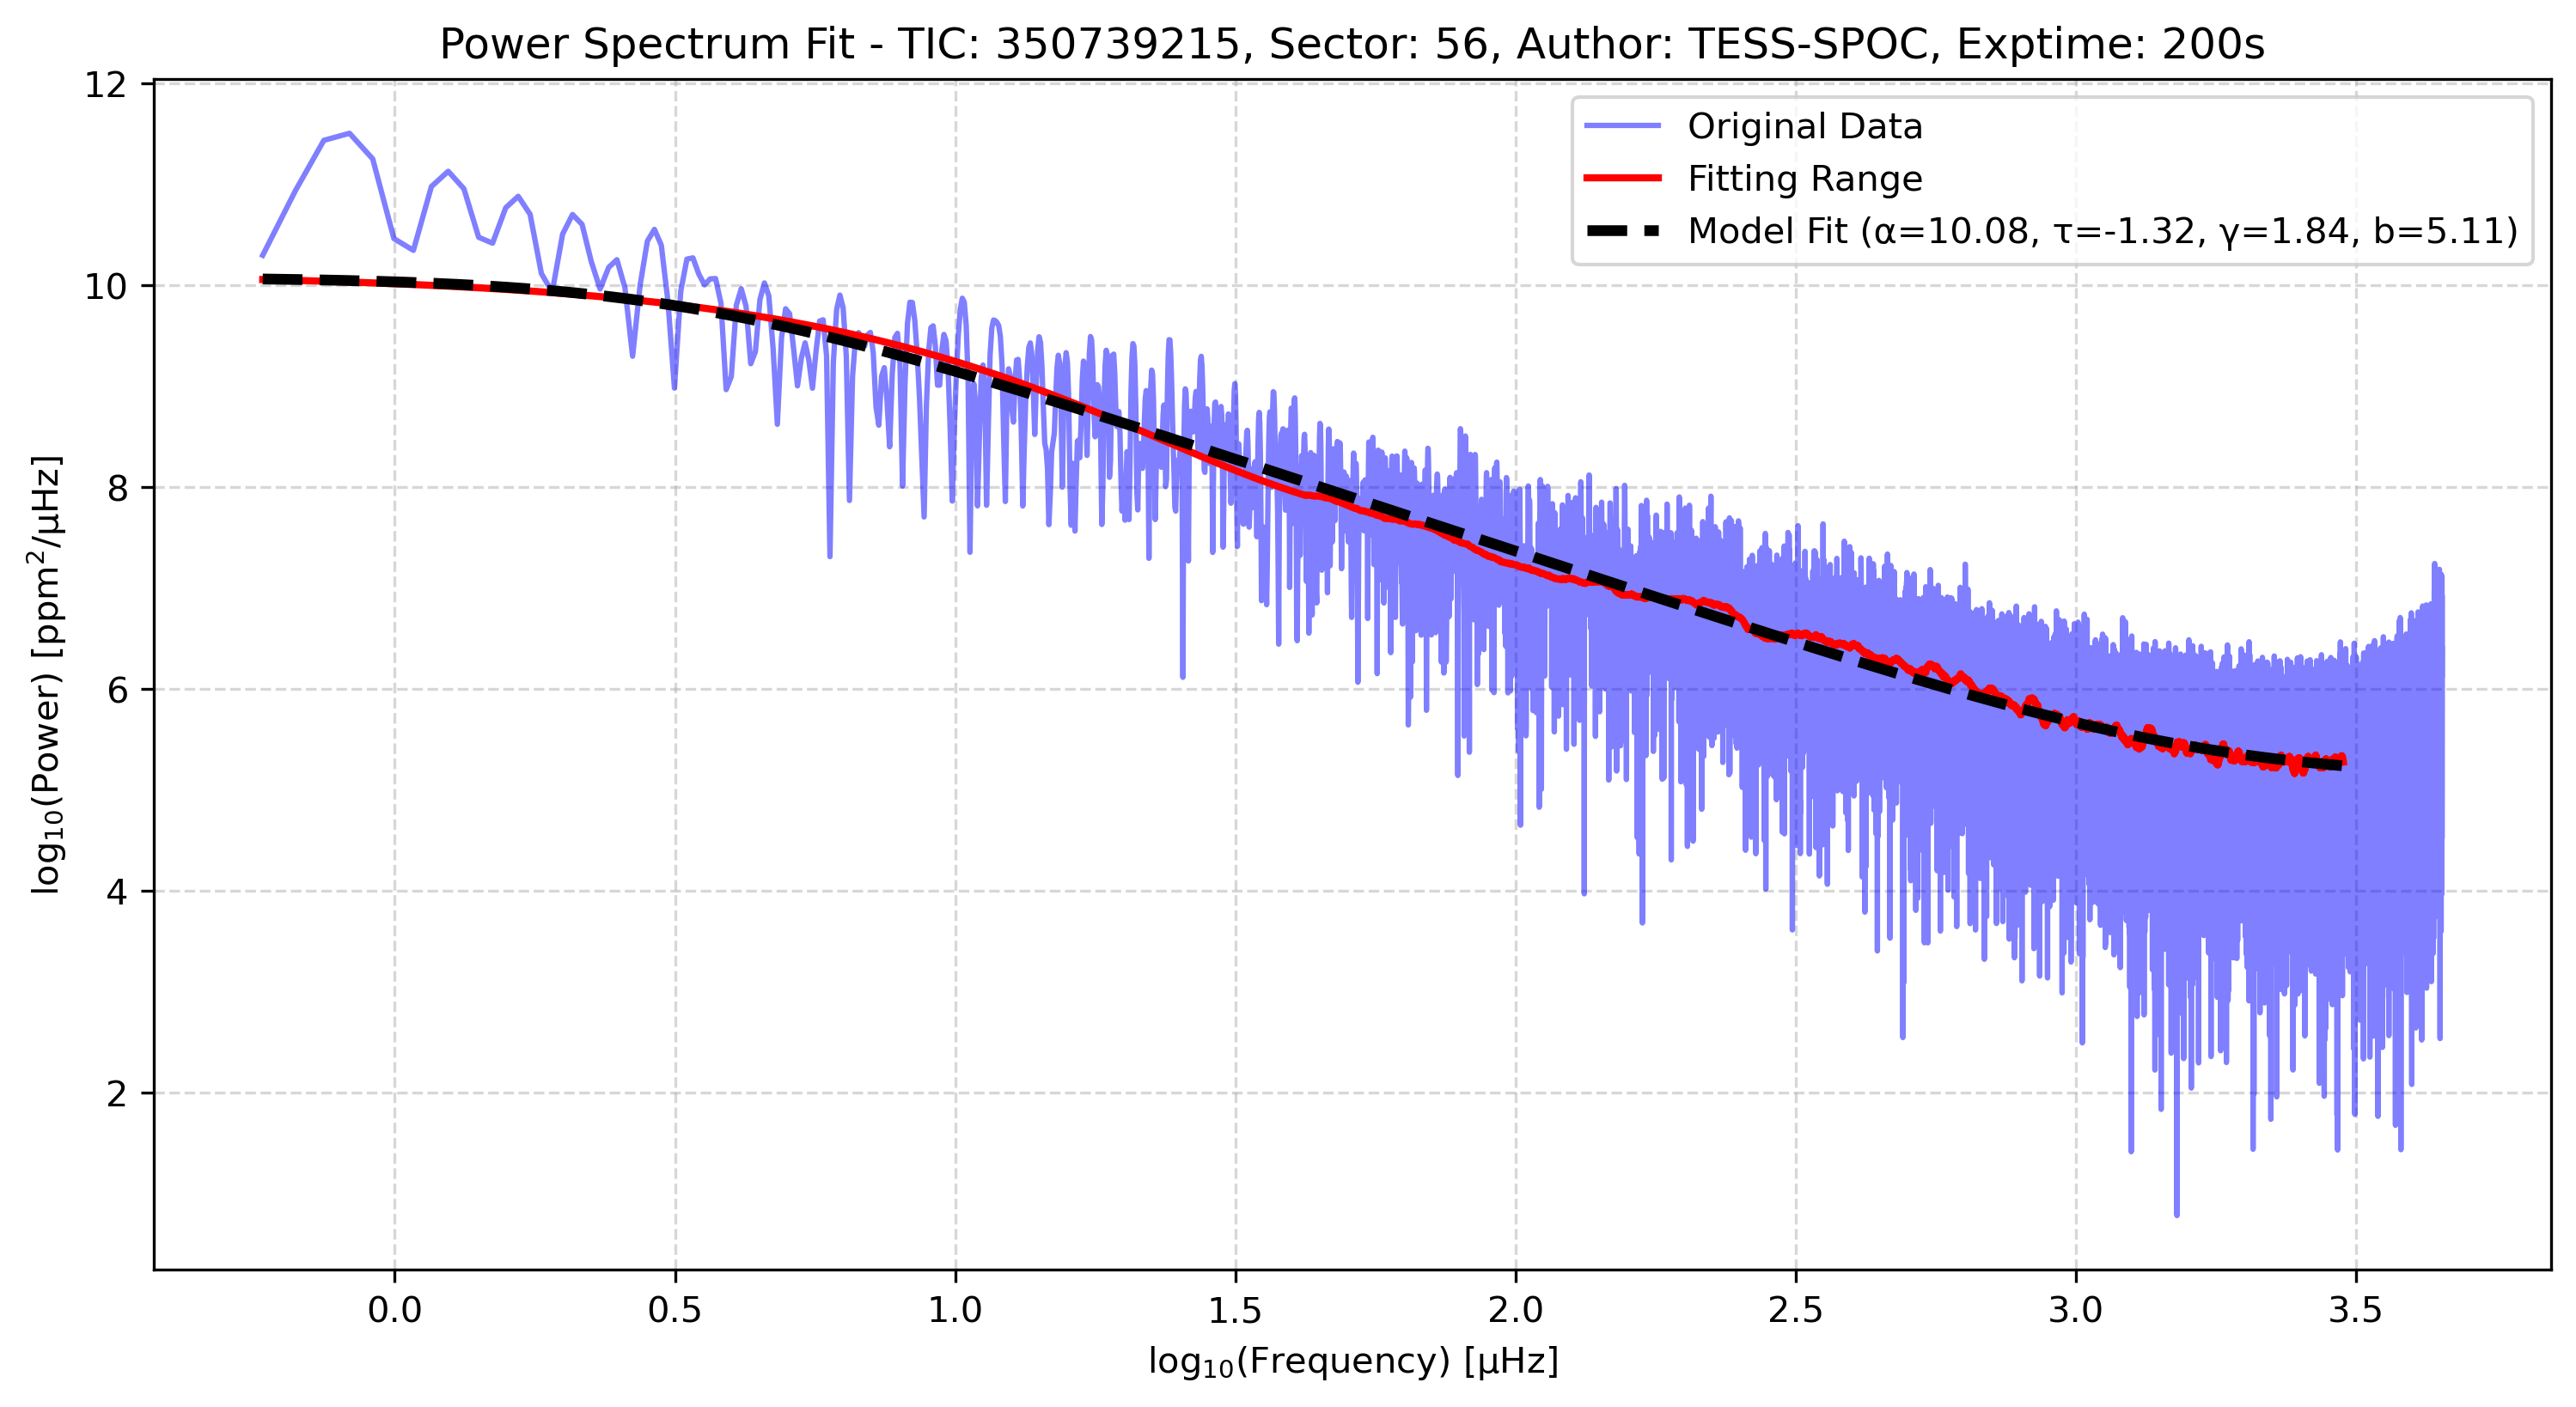 Power Spectrum Fit - TIC: 350739215, Sector: 56, Author: TESS-SPOC, Exptime: 200s
Original Data
Fitting Range
Model Fit (α=10.08, τ=-1.32, γ=1.84, b=5.11)
log₁₀(Power) [ppm²/μHz]
12
10
8
6
4
2
0.0 0.5 1.0 1.5 2.0 2.5 3.0 3.5
log₁₀(Frequency) [μHz]